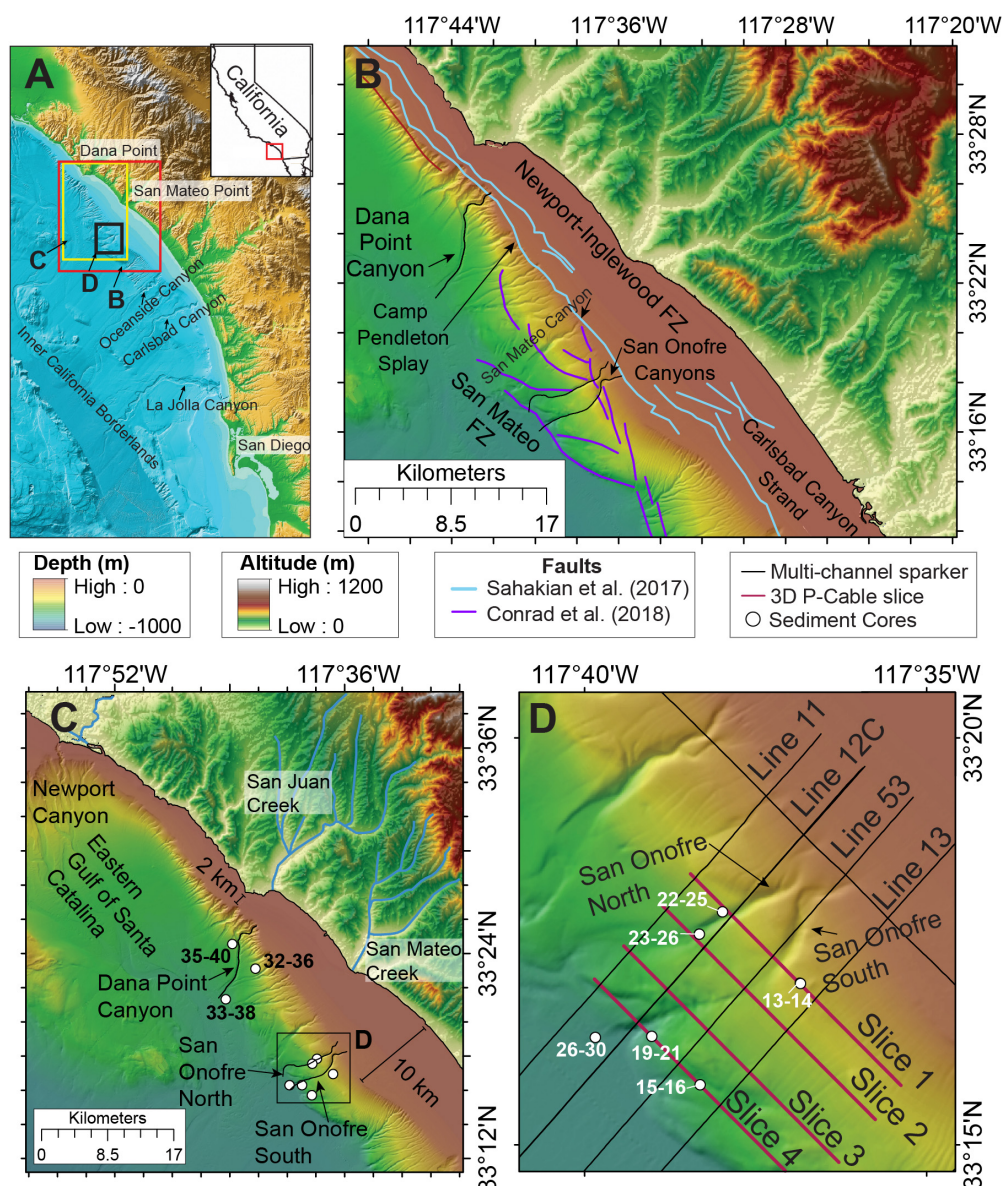 117°44'W 117°36'W 117°28'W 117°20'W
A
California
Dana Point
San Mateo Point
C
D
B
Oceanside Canyon
Carlsbad Canyon
Inner California Borderlands
La Jolla Canyon
San Diego
B
33°28'N
33°22'N
33°16'N
Newport-Inglewood FZ
Dana
Point
Canyon
Camp
Pendleton
Splay
San Mateo Canyon
San Onofre
Canyons
San Mateo
FZ
Carlsbad Canyon
Strand
Kilometers
0 8.5 17
Depth (m)
High : 0
Low : -1000
Altitude (m)
High : 1200
Low : 0
Faults
Sahakian et al. (2017)
Conrad et al. (2018)
Multi-channel sparker
3D P-Cable slice
Sediment Cores
117°52'W 117°36'W
C
33°36'N
33°24'N
33°12'N
Newport
Canyon
San Juan
Creek
Eastern
Gulf of Santa
Catalina
2 km
35-40
32-36
San Mateo
Creek
Dana Point
Canyon
33-38
San
Onofre
North
D
10 km
San Onofre
South
Kilometers
0 8.5 17
117°40'W 117°35'W
D
33°20'N
33°15'N
Line 11
Line 12C
Line 53
Line 13
San Onofre
North
22-25
23-26
San Onofre
South
13-14
26-30
19-21
15-16
Slice 1
Slice 2
Slice 3
Slice 4